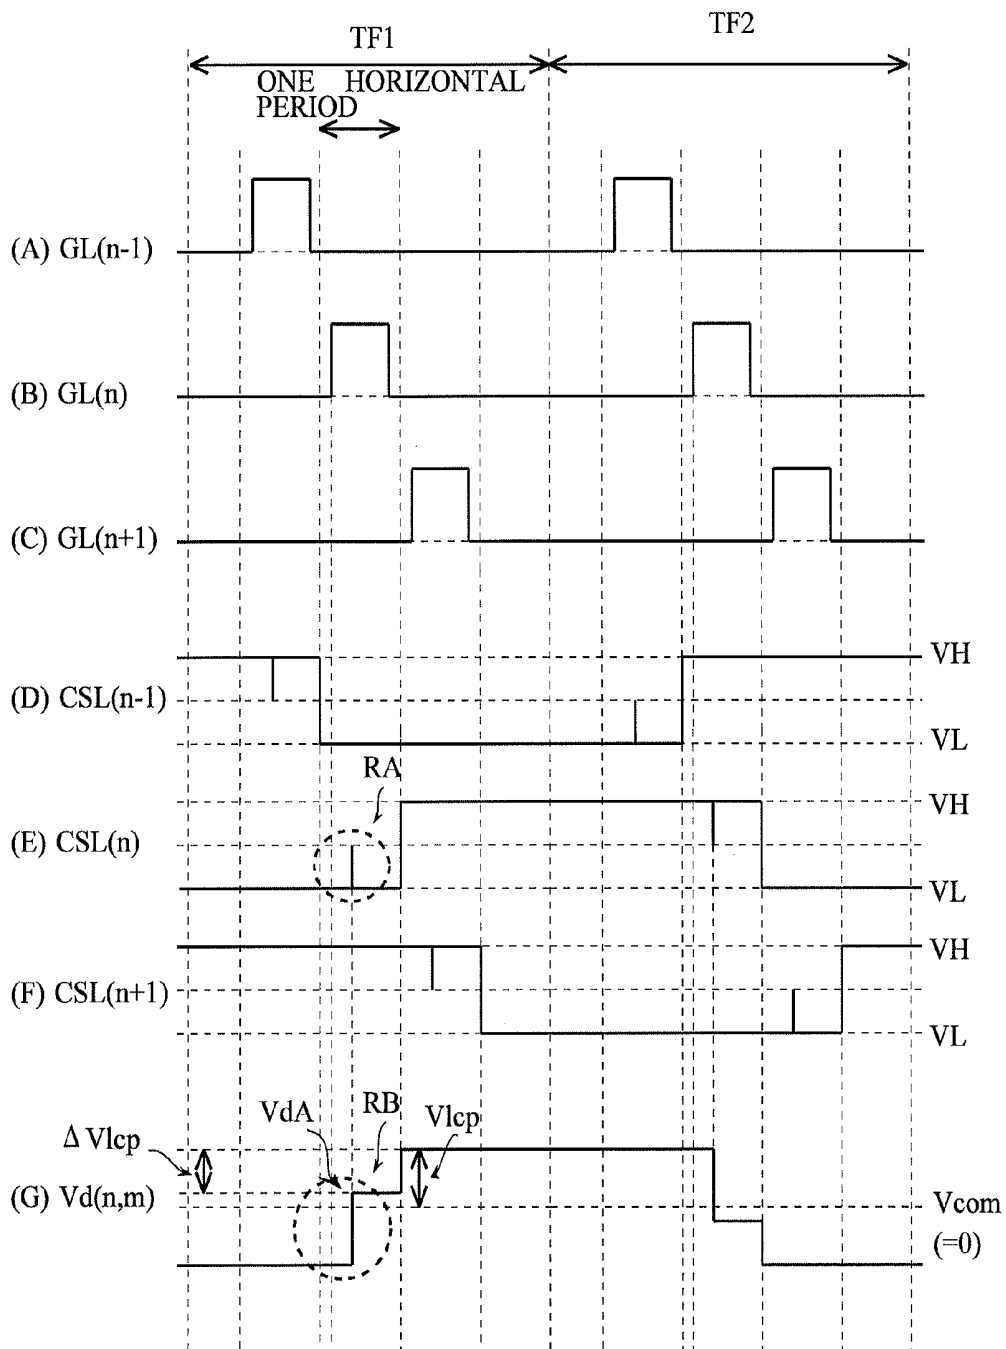 TF1
TF2
ONE HORIZONTAL
PERIOD
(A) GL(n-1)
(B) GL(n)
(C) GL(n+1)
VH
(D) CSL(n-1)
VL
RA
VH
(E) CSL(n)
VL
VH
(F) CSL(n+1)
VL
VdA
RB
Vlcp
Δ Vlcp
(G) Vd(n,m)
Vcom
(=0)